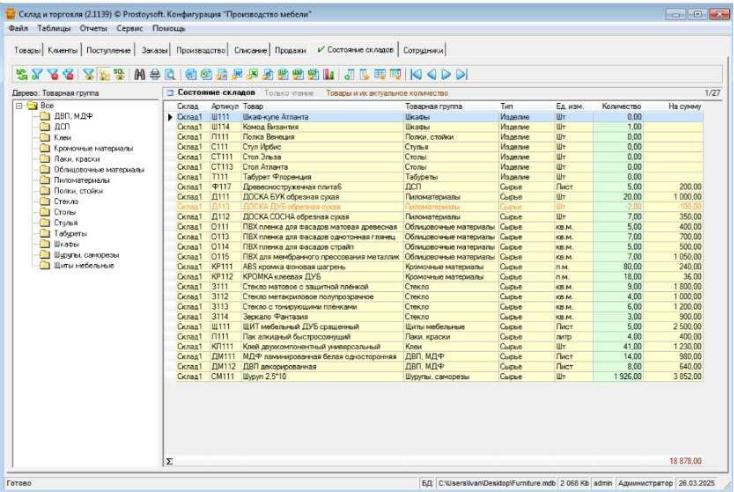 Склад и торговля (2.1139) © Prostoysoft. Конфигурация "Производство мебели"
Файл Таблицы Отчеты Сервис Помощь
Товары Клиенты Поступление Заказы Производство Списание Продажи Состояние складов Сотрудники
Дерево: Товарная группа
Состояние складов Только чтение Товары и их актуальное количество 1/27
Все
ДВП, МДФ
ДСП
Клеи
Кромочные материалы
Лаки, краски
Облицовочные материалы
Пиломатериалы
Полки, стойки
Стекло
Столы
Стулья
Табуреты
Шкафы
Шурупы, саморезы
Щиты мебельные
Склад Артикул Товар Товарная группа Тип Ед. изм. Количество На сумму
Склад1 Ш111 Шкаф-купе Атланта Шкафы Изделие Шт 0,00
Склад1 Ш114 Комод Византия Шкафы Изделие Шт 1,00
Склад1 П111 Полка Венеция Полки, стойки Изделие Шт 0,00
Склад1 С111 Стул Ирбис Стулья Изделие Шт 0,00
Склад1 СТ111 Стол Эльза Столы Изделие Шт 0,00
Склад1 СТ113 Стол Атланта Столы Изделие Шт 0,00
Склад1 Т111 Табурет Флоренция Табуреты Изделие Шт 0,00
Склад1 Ф117 Древесностружечная плита6 ДСП Сырье Лист 5,00 200,00
Склад1 Д111 ДОСКА БУК обрезная сухая Пиломатериалы Сырье Шт 20,00 1 000,00
Склад1 Д113 ДОСКА ДУБ обрезная сухая Пиломатериалы Сырье Шт -2,00 -100,00
Склад1 Д112 ДОСКА СОСНА обрезная сухая Пиломатериалы Сырье Шт 7,00 350,00
Склад1 О111 ПВХ пленка для фасадов матовая древесная Облицовочные материалы Сырье кв.м. 5,00 400,00
Склад1 О113 ПВХ пленка для фасадов однотонная глянец Облицовочные материалы Сырье кв.м. 7,00 700,00
Склад1 О114 ПВХ пленка для фасадов страйп Облицовочные материалы Сырье кв.м. 5,00 500,00
Склад1 О115 ПВХ для мембранного прессования металлик Облицовочные материалы Сырье кв.м. 7,00 1 050,00
Склад1 КР111 ABS кромка фоновая шагрень Кромочные материалы Сырье п.м. 80,00 240,00
Склад1 КР112 КРОМКА клеевая ДУБ Кромочные материалы Сырье п.м. 18,00 36,00
Склад1 З111 Стекло матовое с защитной плёнкой Стекло Сырье кв.м. 9,00 1 800,00
Склад1 З112 Стекло метакриловое полупрозрачное Стекло Сырье кв.м. 4,00 1 000,00
Склад1 З113 Стекло с тонирующими плёнками Стекло Сырье кв.м. 6,00 1 200,00
Склад1 З114 Зеркало Фантазия Стекло Сырье кв.м. 3,00 900,00
Склад1 Щ111 ЩИТ мебельный ДУБ сращенный Щиты мебельные Сырье Лист 5,00 2 500,00
Склад1 Л111 Лак алкидный быстросохнущий Лаки, краски Сырье литр 4,00 400,00
Склад1 КЛ111 Клей двухкомпонентный универсальный Клеи Сырье Шт 41,00 1 230,00
Склад1 ДМ111 МДФ ламинированная белая односторонняя ДВП, МДФ Сырье Лист 14,00 980,00
Склад1 ДМ112 ДВП декорированная ДВП, МДФ Сырье Лист 8,00 640,00
Склад1 СМ111 Шуруп 2.5*10 Шурупы, саморезы Сырье Шт 1 926,00 3 852,00
Σ 18 878,00
Готово БД: C:\Users\Ivan\Desktop\Furniture.mdb 2 068 Kb admin Администратор 26.03.2025